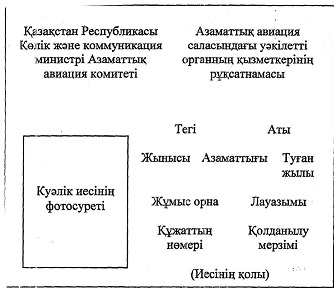 Қазақстан Республикасы
Көлік және коммуникация
министрі Азаматтық
авиация комитеті
Азаматтық авиация
саласындағы уәкілетті
органның қызметкерінің
рұқсатнамасы
Тегі Аты
Жынысы Азаматтығы Туған
жылы
Куәлік иесінің
фотосуреті
Жұмыс орна Лауазымы
Құжаттың
нөмері
Қолданылу
мерзімі
(Иесінің қолы)